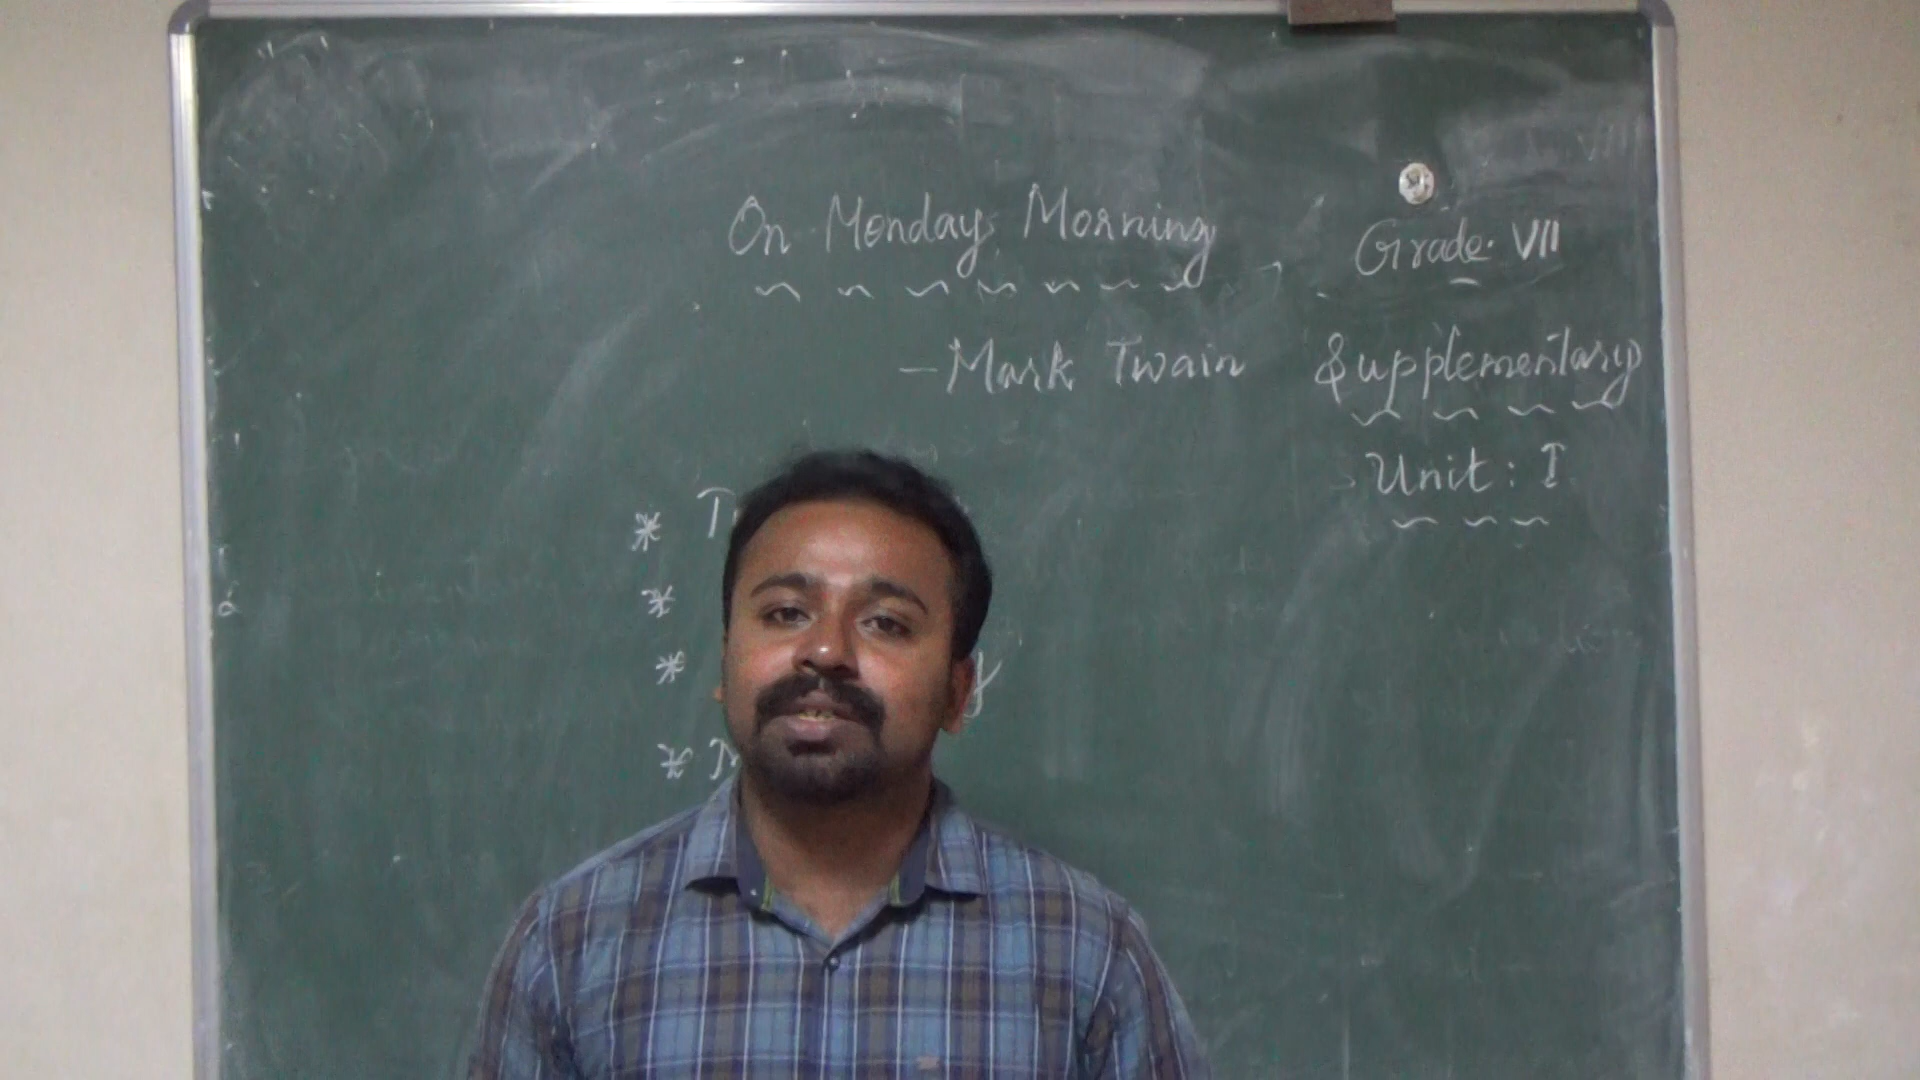 On Monday Morning
Grade: VII
- Mark Twain
Supplementary
Unit: I
*
*
*
*